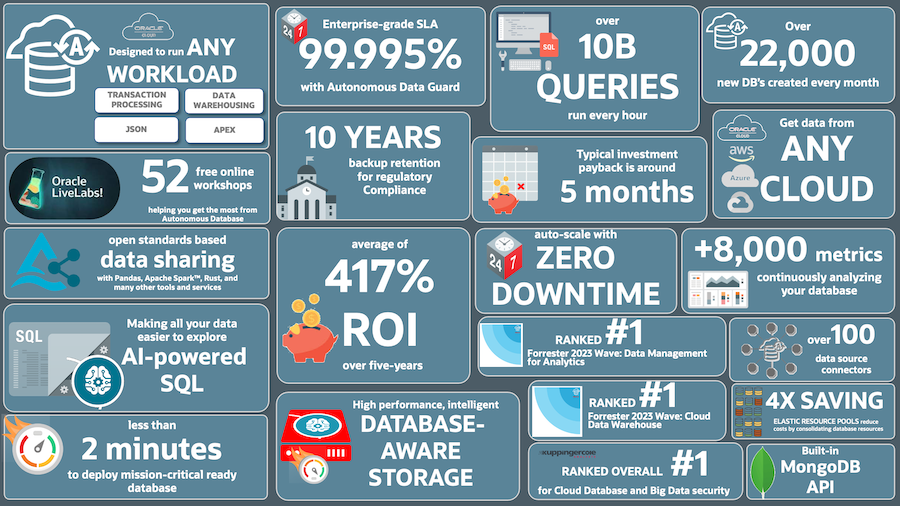 ORACLE
CLOUD
A
Designed to run ANY
WORKLOAD
TRANSACTION
PROCESSING
DATA
WAREHOUSING
JSON
APEX
24
7
Enterprise-grade SLA
99.995%
with Autonomous Data Guard
SQL
over
10B
QUERIES
run every hour
A
Over
22,000
new DB's created every month
Oracle
LiveLabs!
52 free online
workshops
helping you get the most from
Autonomous Database
10 YEARS
backup retention
for regulatory
Compliance
Typical investment
payback is around
5 months
ORACLE
CLOUD
aws
Azure
Get data from
ANY
CLOUD
open standards based
data sharing
with Pandas, Apache Spark™, Rust, and
many other tools and services
average of
417%
ROI
over five-years
24
7
auto-scale with
ZERO
DOWNTIME
+8,000 metrics
continuously analyzing
your database
SQL
Making all your data
easier to explore
AI-powered
SQL
RANKED #1
Forrester 2023 Wave: Data Management
for Analytics
over 100
data source
connectors
RANKED #1
Forrester 2023 Wave: Cloud
Data Warehouse
4X SAVING
ELASTIC RESOURCE POOLS reduce
costs by consolidating database resources
less than
2 minutes
to deploy mission-critical ready
database
High performance, intelligent
DATABASE-
AWARE
STORAGE
kuppingercole
RANKED OVERALL #1
for Cloud Database and Big Data security
Built-in
MongoDB
API